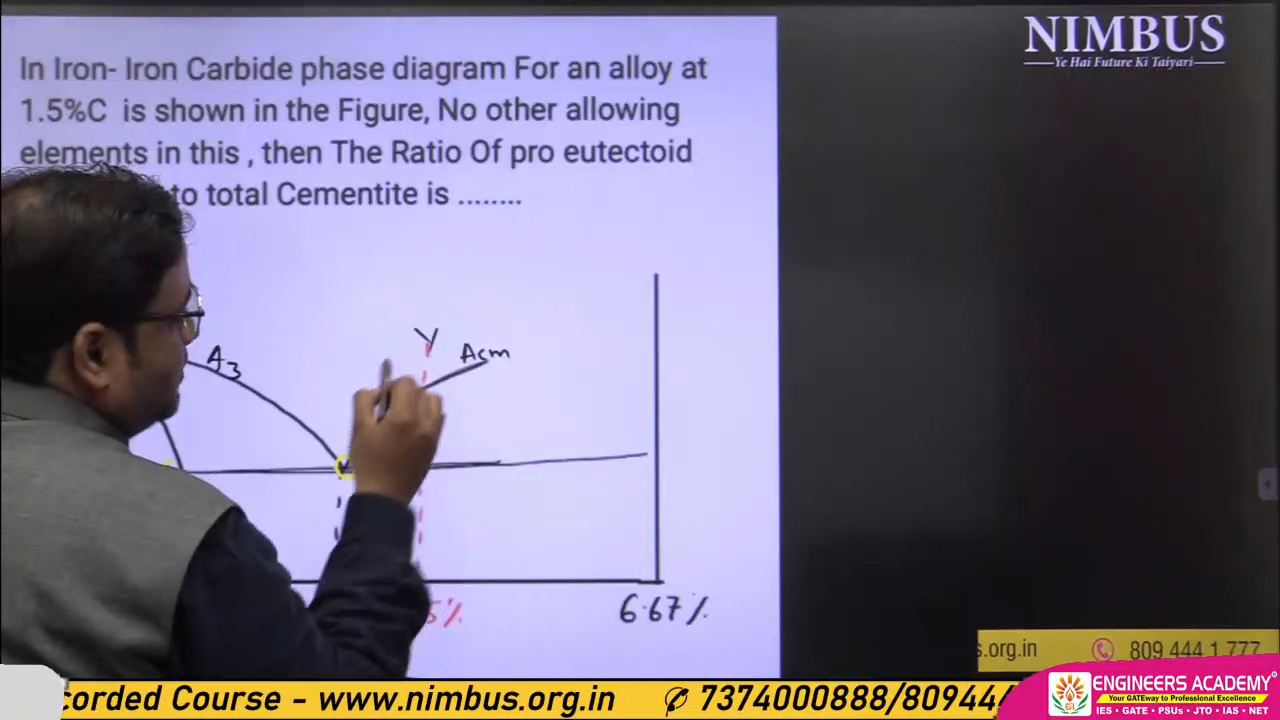 NIMBUS
Ye Hai Future Ki Taiyari
In Iron- Iron Carbide phase diagram For an alloy at
1.5%C is shown in the Figure, No other allowing
elements in this , then The Ratio Of pro eutectoid
to total Cementite is ........
Y
A3
Acm
5%
6.67%
s.org.in 809 444 1 777
corded Course - www.nimbus.org.in 7374000888/80944
ENGINEERS ACADEMY
Your GATEway to Professional Excellence
IES • GATE • PSUs • JTO • IAS • NET